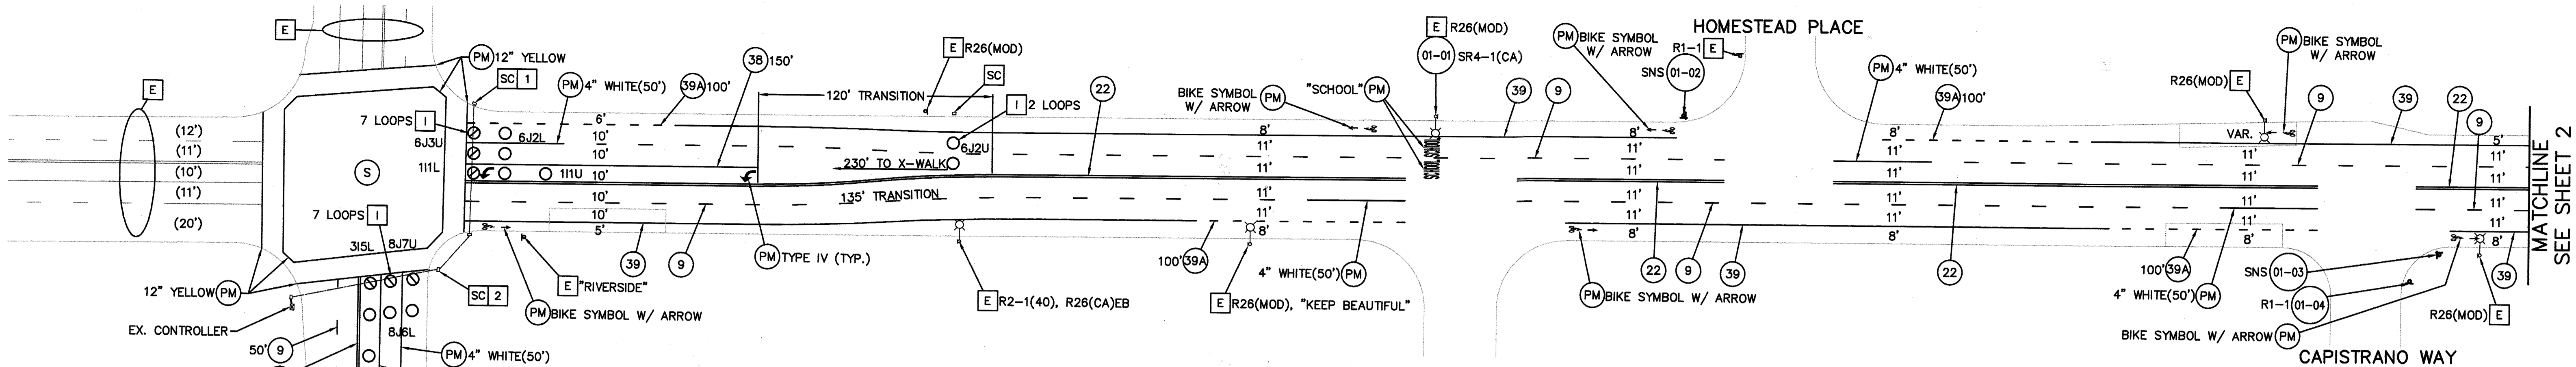 E
E
PM 12" YELLOW
SC 1
PM 4" WHITE(50')
39A 100'
38 150'
120' TRANSITION
E R26(MOD)
SC
I 2 LOOPS
22
BIKE SYMBOL
W/ ARROW PM
"SCHOOL" PM
E R26(MOD)
01-01 SR4-1(CA)
39
9
PM BIKE SYMBOL
W/ ARROW
R1-1 E
SNS 01-02
HOMESTEAD PLACE
PM 4" WHITE(50')
39A 100'
R26(MOD) E
PM BIKE SYMBOL
W/ ARROW
9
39
22
9
(12')
(11')
(10')
(11')
(20')
S
7 LOOPS I
6J3U
6J2L
1I1L
1I1U
6'
10'
10'
10'
10'
10'
5'
6J2U
230' TO X-WALK
135' TRANSITION
8'
11'
11'
11'
11'
8'
SCHOOL SCHOOL
8'
11'
11'
11'
11'
8'
8'
11'
11'
11'
11'
8'
VAR.
11'
11'
11'
11'
8'
5'
11'
11'
11'
11'
8'
MATCHLINE
SEE SHEET 2
7 LOOPS I
3I5L
8J7U
12" YELLOW PM
EX. CONTROLLER
SC 2
8J6L
50' 9
PM 4" WHITE(50')
PM BIKE SYMBOL W/ ARROW
E "RIVERSIDE"
39
9
PM TYPE IV (TYP.)
E R2-1(40), R26(CA)EB
100' 39A
E R26(MOD), "KEEP BEAUTIFUL"
4" WHITE(50') PM
PM BIKE SYMBOL W/ ARROW
22
9
39
22
100' 39A
4" WHITE(50') PM
SNS 01-03
R1-1 01-04
BIKE SYMBOL W/ ARROW PM
R26(MOD) E
39
CAPISTRANO WAY